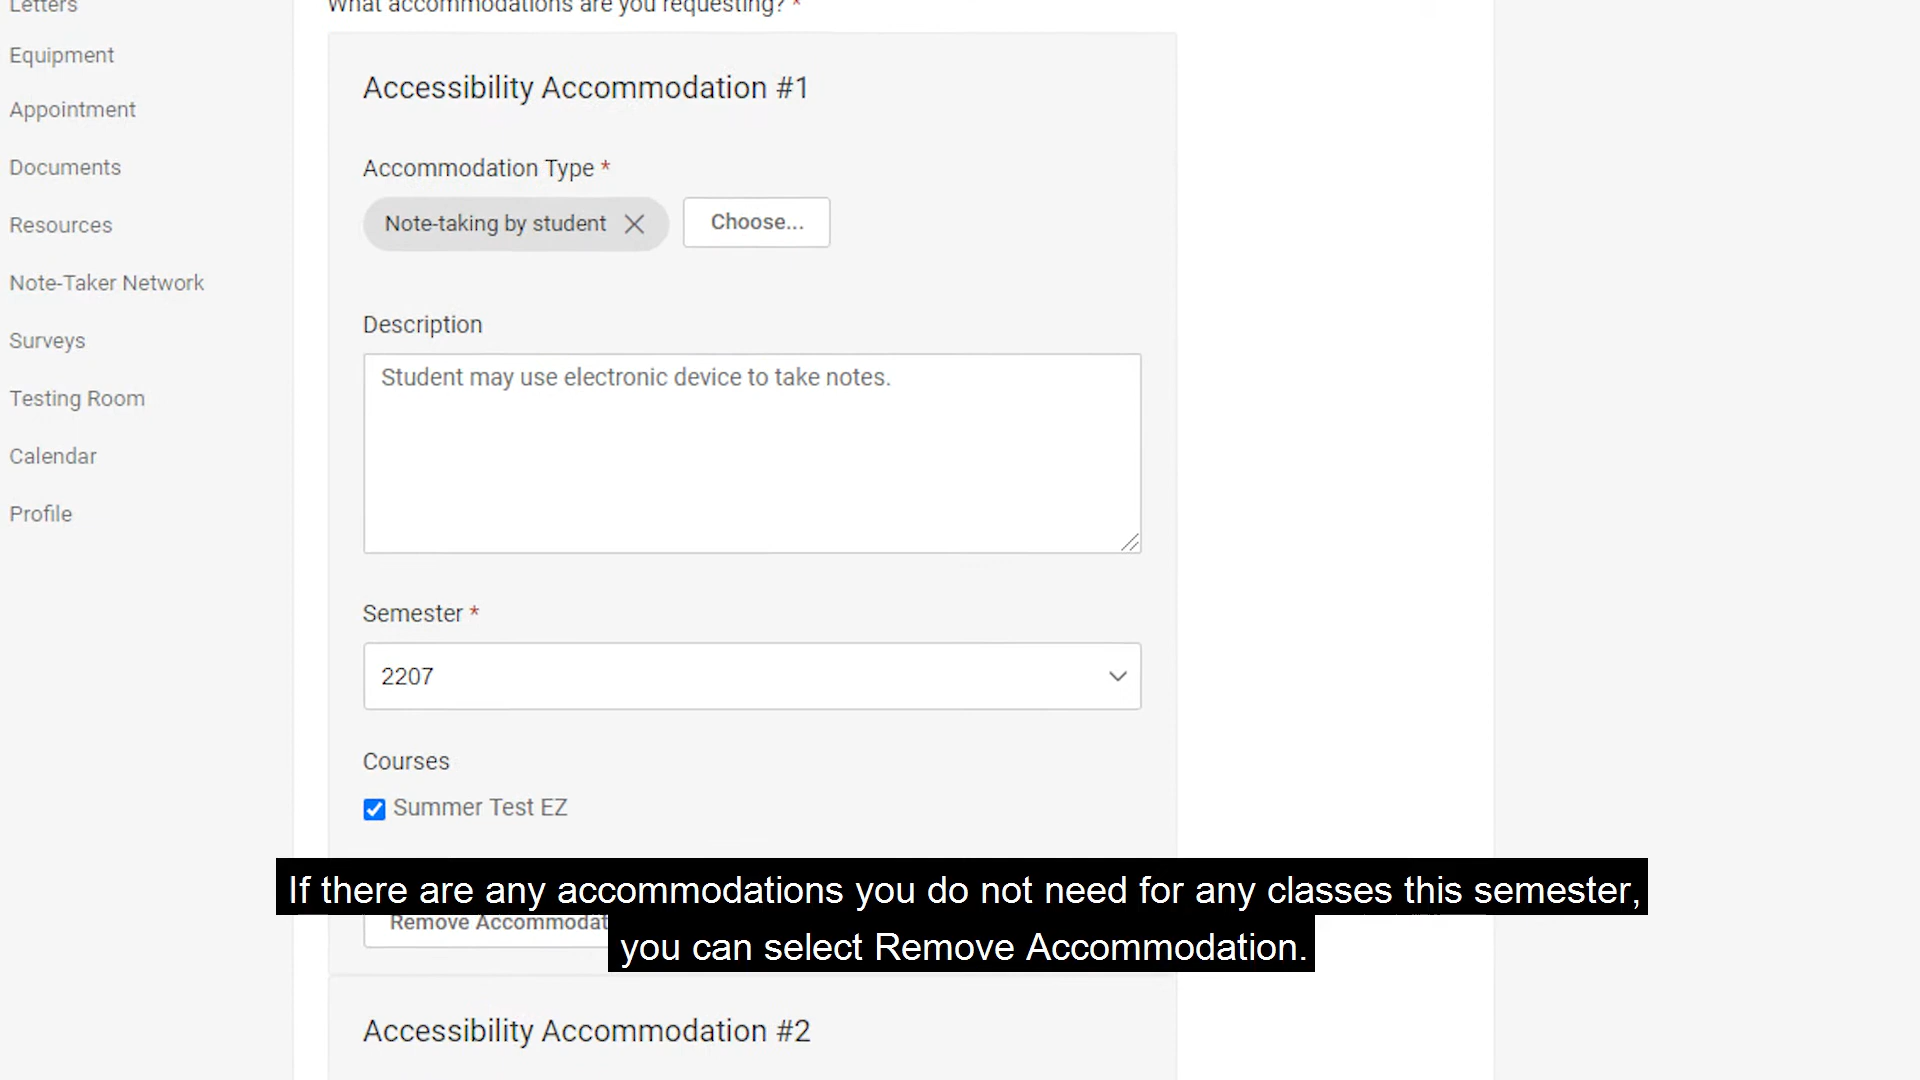 Letters
Equipment
Appointment
Documents
Resources
Note-Taker Network
Surveys
Testing Room
Calendar
Profile
What accommodations are you requesting? *
Accessibility Accommodation #1
Accommodation Type *
Note-taking by student
Choose...
Description
Student may use electronic device to take notes.
Semester *
2207
Courses
Summer Test EZ
Remove
If there are any accommodations you do not need for any classes this semester,
you can select Remove Accommodation.
Accessibility Accommodation #2